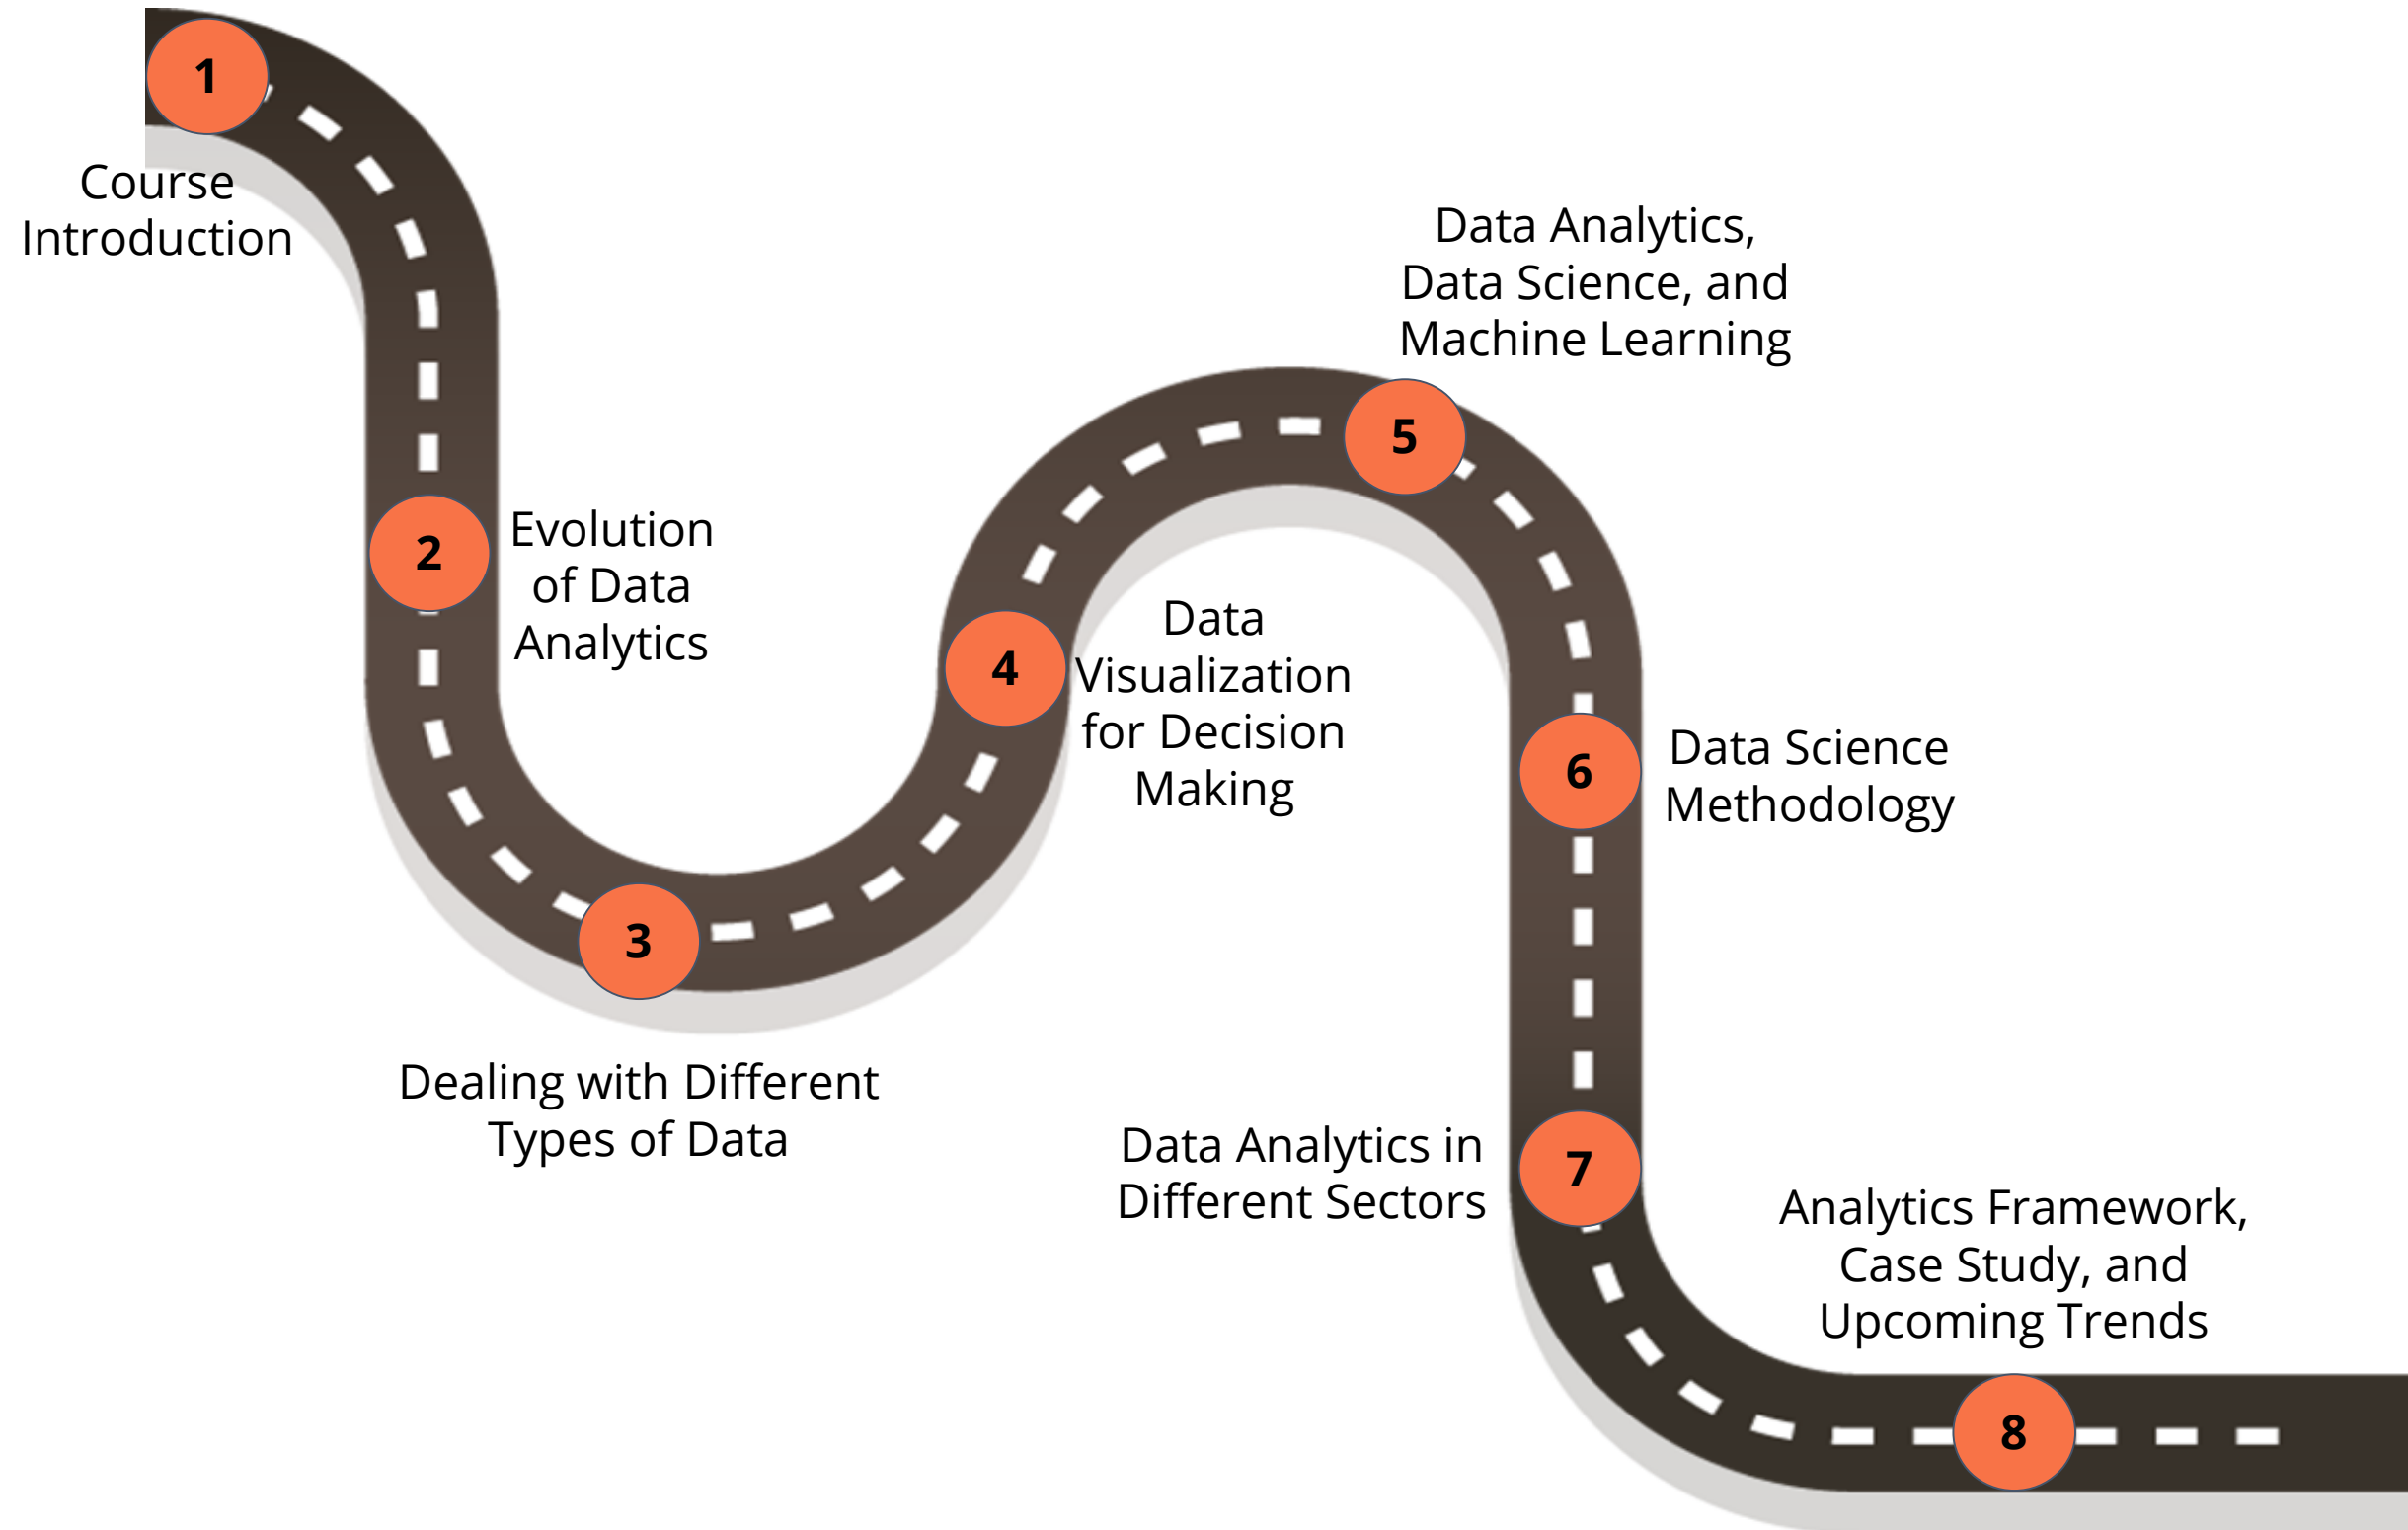 1
Course
Introduction
2
Evolution
of Data
Analytics
3
Dealing with Different
Types of Data
4
Data
Visualization
for Decision
Making
5
Data Analytics,
Data Science, and
Machine Learning
6
Data Science
Methodology
7
Data Analytics in
Different Sectors
8
Analytics Framework,
Case Study, and
Upcoming Trends